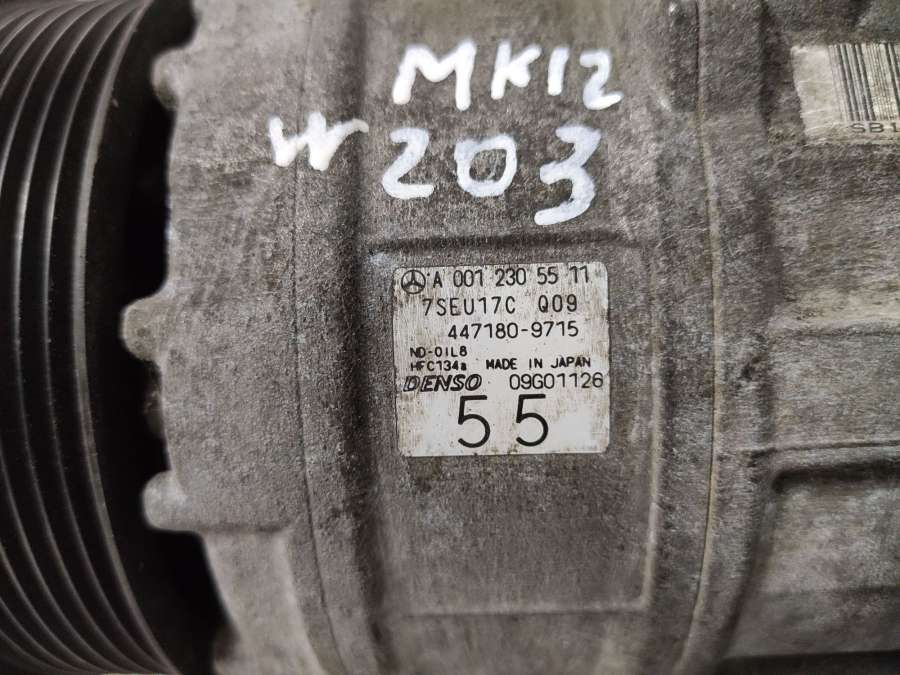 MK12
W203
SB1
A 001 230 55 11
7SEU17C Q09
447180-9715
ND-OIL8
HFC134a MADE IN JAPAN
DENSO 09G01126
55